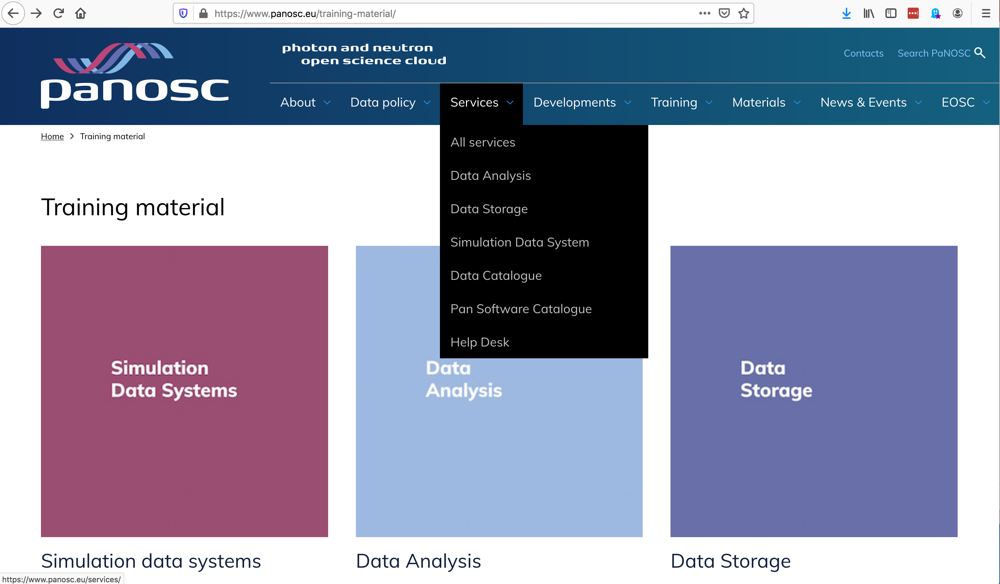 https://www.panosc.eu/training-material/
photon and neutron
open science cloud
Contacts
Search PaNOSC
panosc
About
Data policy
Services
Developments
Training
Materials
News & Events
EOSC
Home
Training material
All services
Data Analysis
Data Storage
Simulation Data System
Data Catalogue
Pan Software Catalogue
Help Desk
Training material
Simulation
Data Systems
Data
Analysis
Data
Storage
Simulation data systems
Data Analysis
Data Storage
https://www.panosc.eu/services/